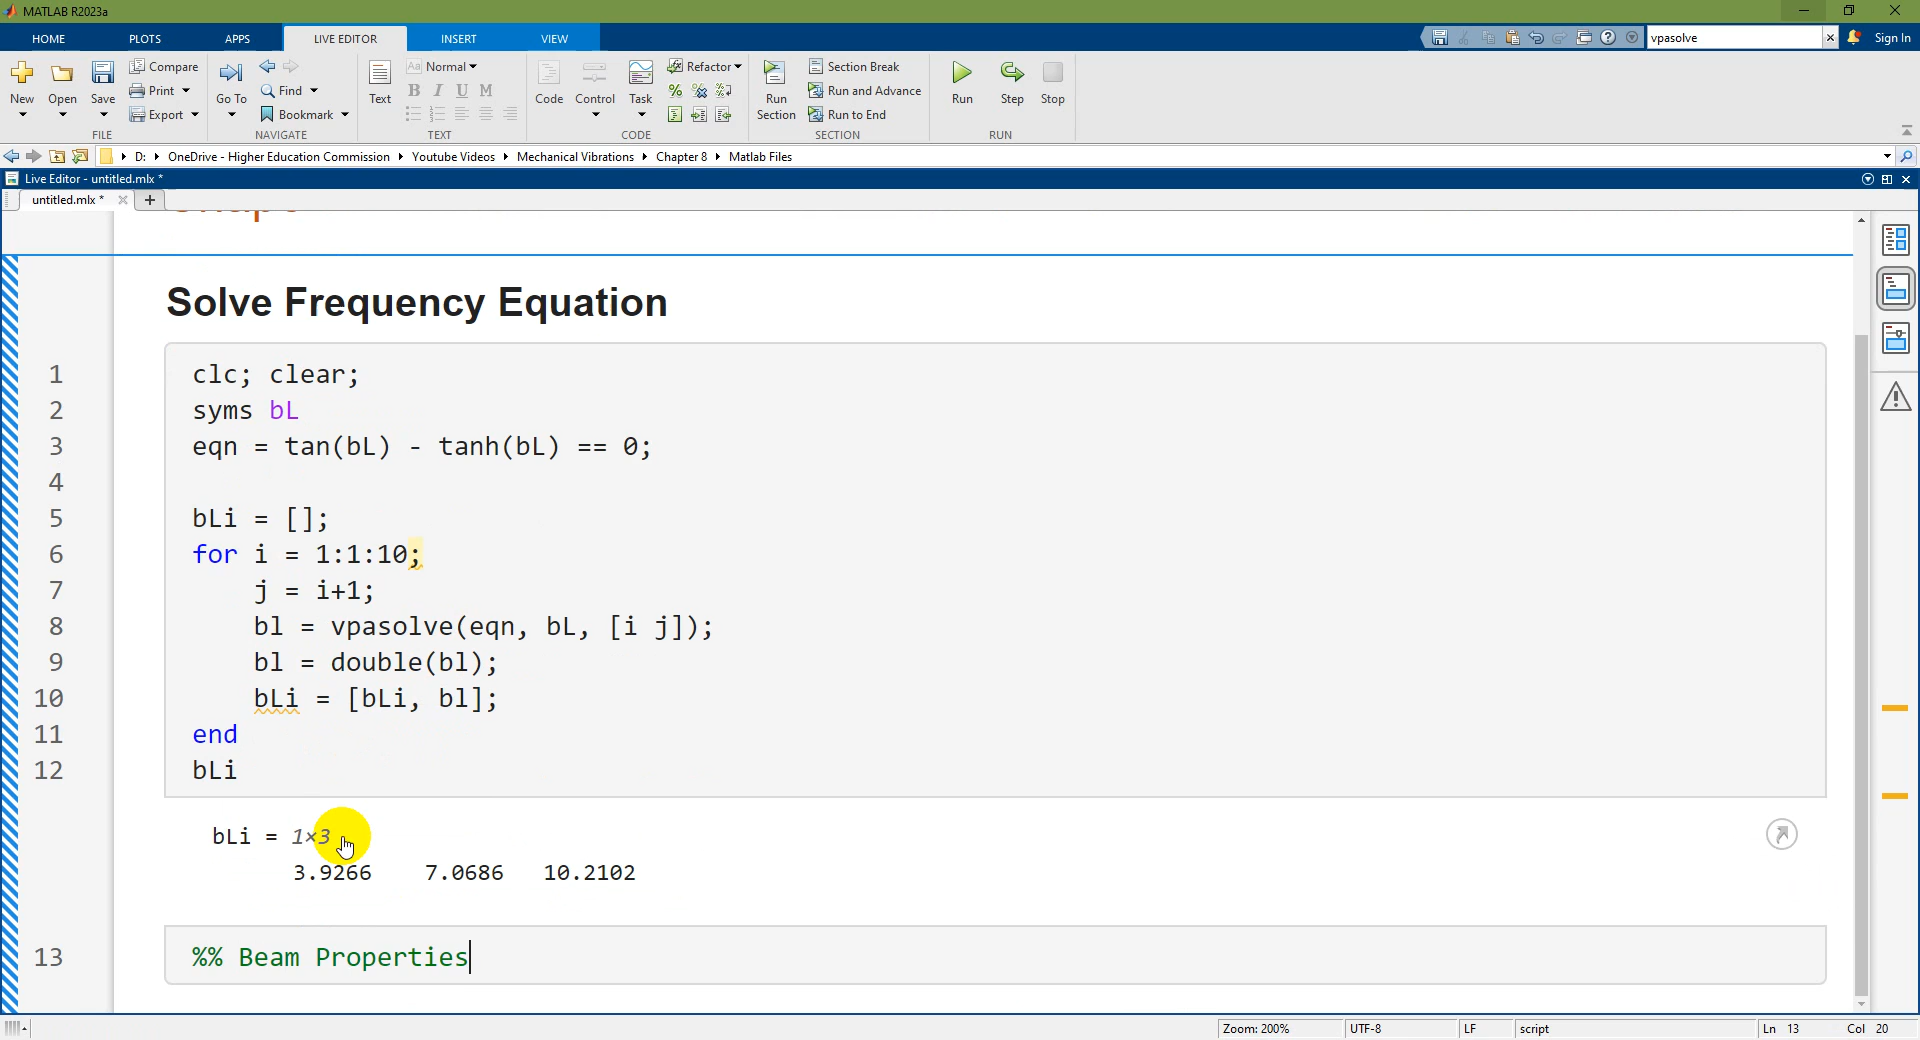 MATLAB R2023a
HOME PLOTS APPS LIVE EDITOR INSERT VIEW
vpasolve
Sign In
New Open Save
Compare
Print
Export
FILE
Go To
Find
Bookmark
NAVIGATE
Text
Aa Normal
B I U M
TEXT
Code Control Task
Refactor
CODE
Run Section
Section Break
Run and Advance
Run to End
SECTION
Run Step Stop
RUN
D: OneDrive - Higher Education Commission Youtube Videos Mechanical Vibrations Chapter 8 Matlab Files
Live Editor - untitled.mlx *
untitled.mlx *
Solve Frequency Equation
1 clc; clear;
2 syms bL
3 eqn = tan(bL) - tanh(bL) == 0;
4
5 bLi = [];
6 for i = 1:1:10;
7 j = i+1;
8 bl = vpasolve(eqn, bL, [i j]);
9 bl = double(bl);
10 bLi = [bLi, bl];
11 end
12 bLi
bLi = 1×3
3.9266 7.0686 10.2102
13 %% Beam Properties
Zoom: 200% UTF-8 LF script Ln 13 Col 20